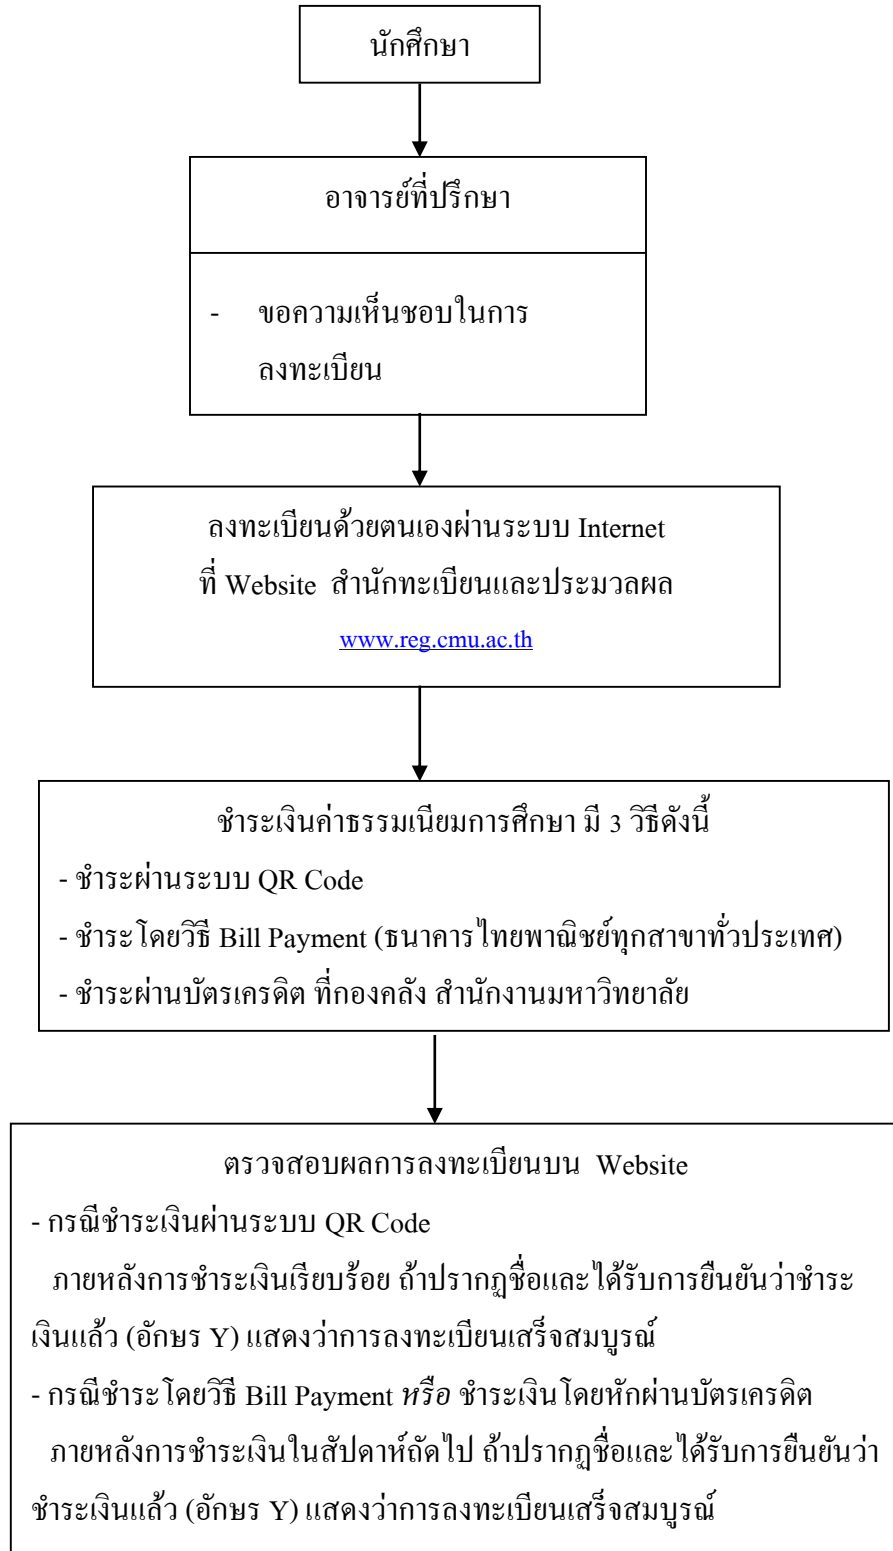 นักศึกษา
อาจารย์ที่ปรึกษา
- ขอความเห็นชอบในการ
ลงทะเบียน
ลงทะเบียนด้วยตนเองผ่านระบบ Internet
ที่ Website สำนักทะเบียนและประมวลผล
www.reg.cmu.ac.th
ชำระเงินค่าธรรมเนียมการศึกษา มี 3 วิธีดังนี้
- ชำระผ่านระบบ QR Code
- ชำระโดยวิธี Bill Payment (ธนาคารไทยพาณิชย์ทุกสาขาทั่วประเทศ)
- ชำระผ่านบัตรเครดิต ที่กองคลัง สำนักงานมหาวิทยาลัย
ตรวจสอบผลการลงทะเบียนบน Website
- กรณีชำระเงินผ่านระบบ QR Code
ภายหลังการชำระเงินเรียบร้อย ถ้าปรากฏชื่อและได้รับการยืนยันว่าชำระ
เงินแล้ว (อักษร Y) แสดงว่าการลงทะเบียนเสร็จสมบูรณ์
- กรณีชำระโดยวิธี Bill Payment หรือ ชำระเงินโดยหักผ่านบัตรเครดิต
ภายหลังการชำระเงินในสัปดาห์ถัดไป ถ้าปรากฏชื่อและได้รับการยืนยันว่า
ชำระเงินแล้ว (อักษร Y) แสดงว่าการลงทะเบียนเสร็จสมบูรณ์